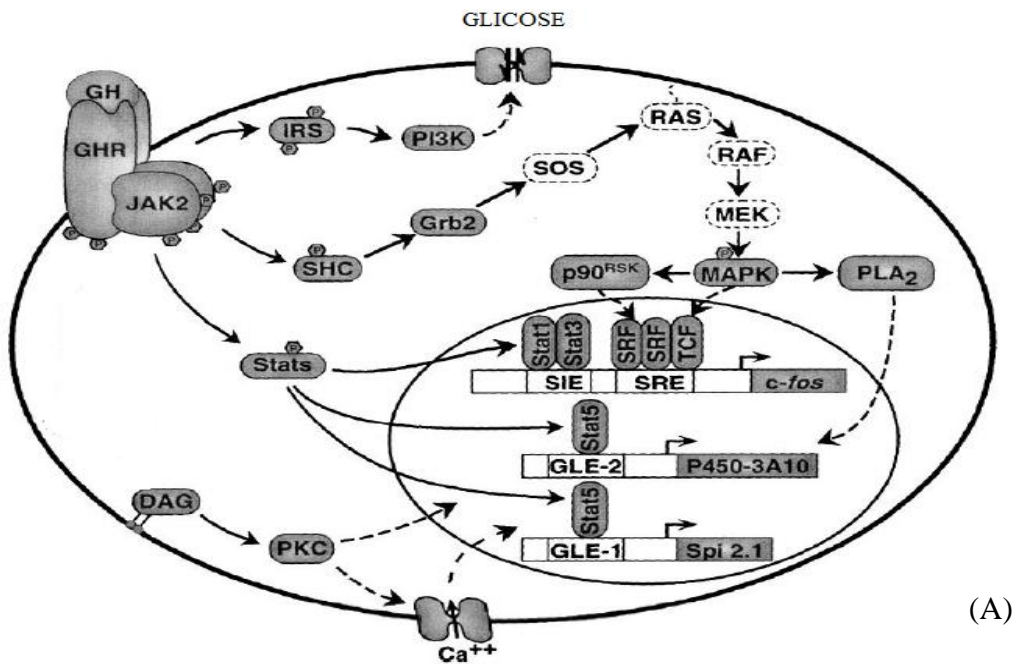 GLICOSE
GH
GHR
JAK2
P
P
P
P
P
P
IRS
P
PI3K
RAS
SOS
RAF
Grb2
MEK
P
SHC
P
p90RSK
MAPK
PLA2
Stat1
Stat3
SRF
SRF
TCF
P
Stats
SIE
SRE
c-fos
Stat5
GLE-2
P450-3A10
Stat5
DAG
PKC
GLE-1
Spi 2.1
Ca++
(A)